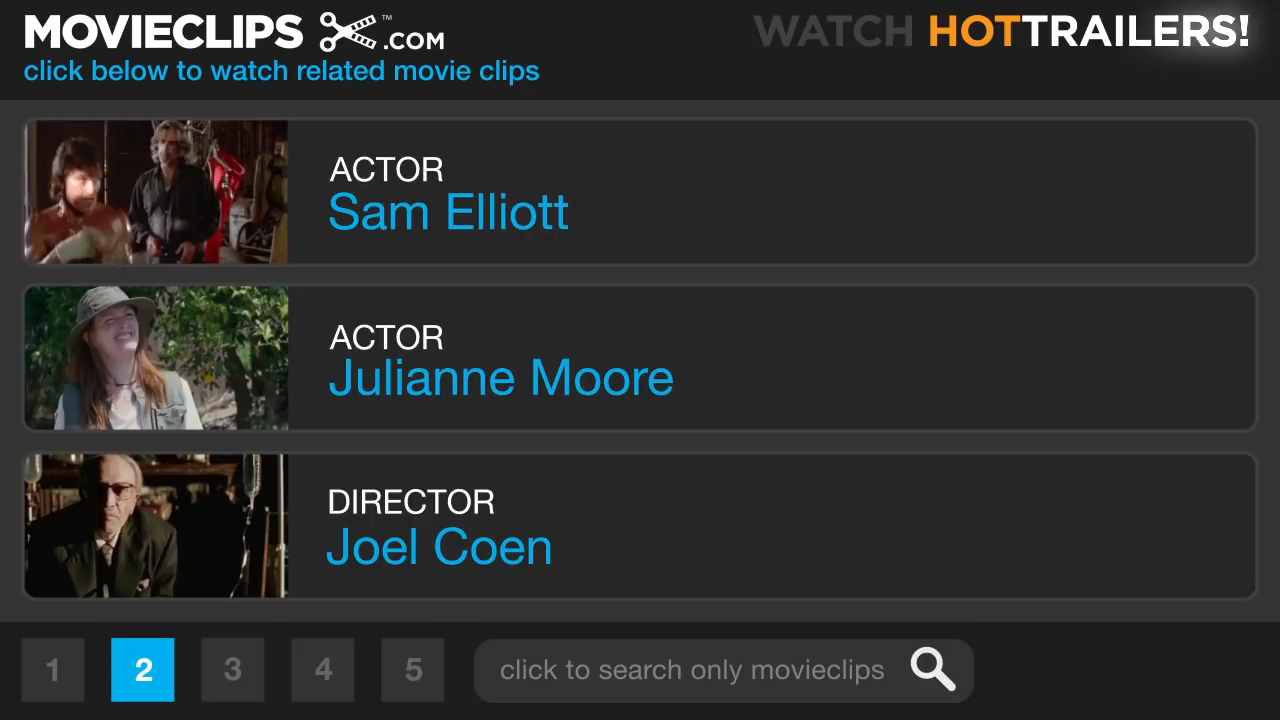 MOVIECLIPS ™ .COM
WATCH HOTTRAILERS!
click below to watch related movie clips
ACTOR
Sam Elliott
ACTOR
Julianne Moore
DIRECTOR
Joel Coen
1 2 3 4 5
click to search only movieclips